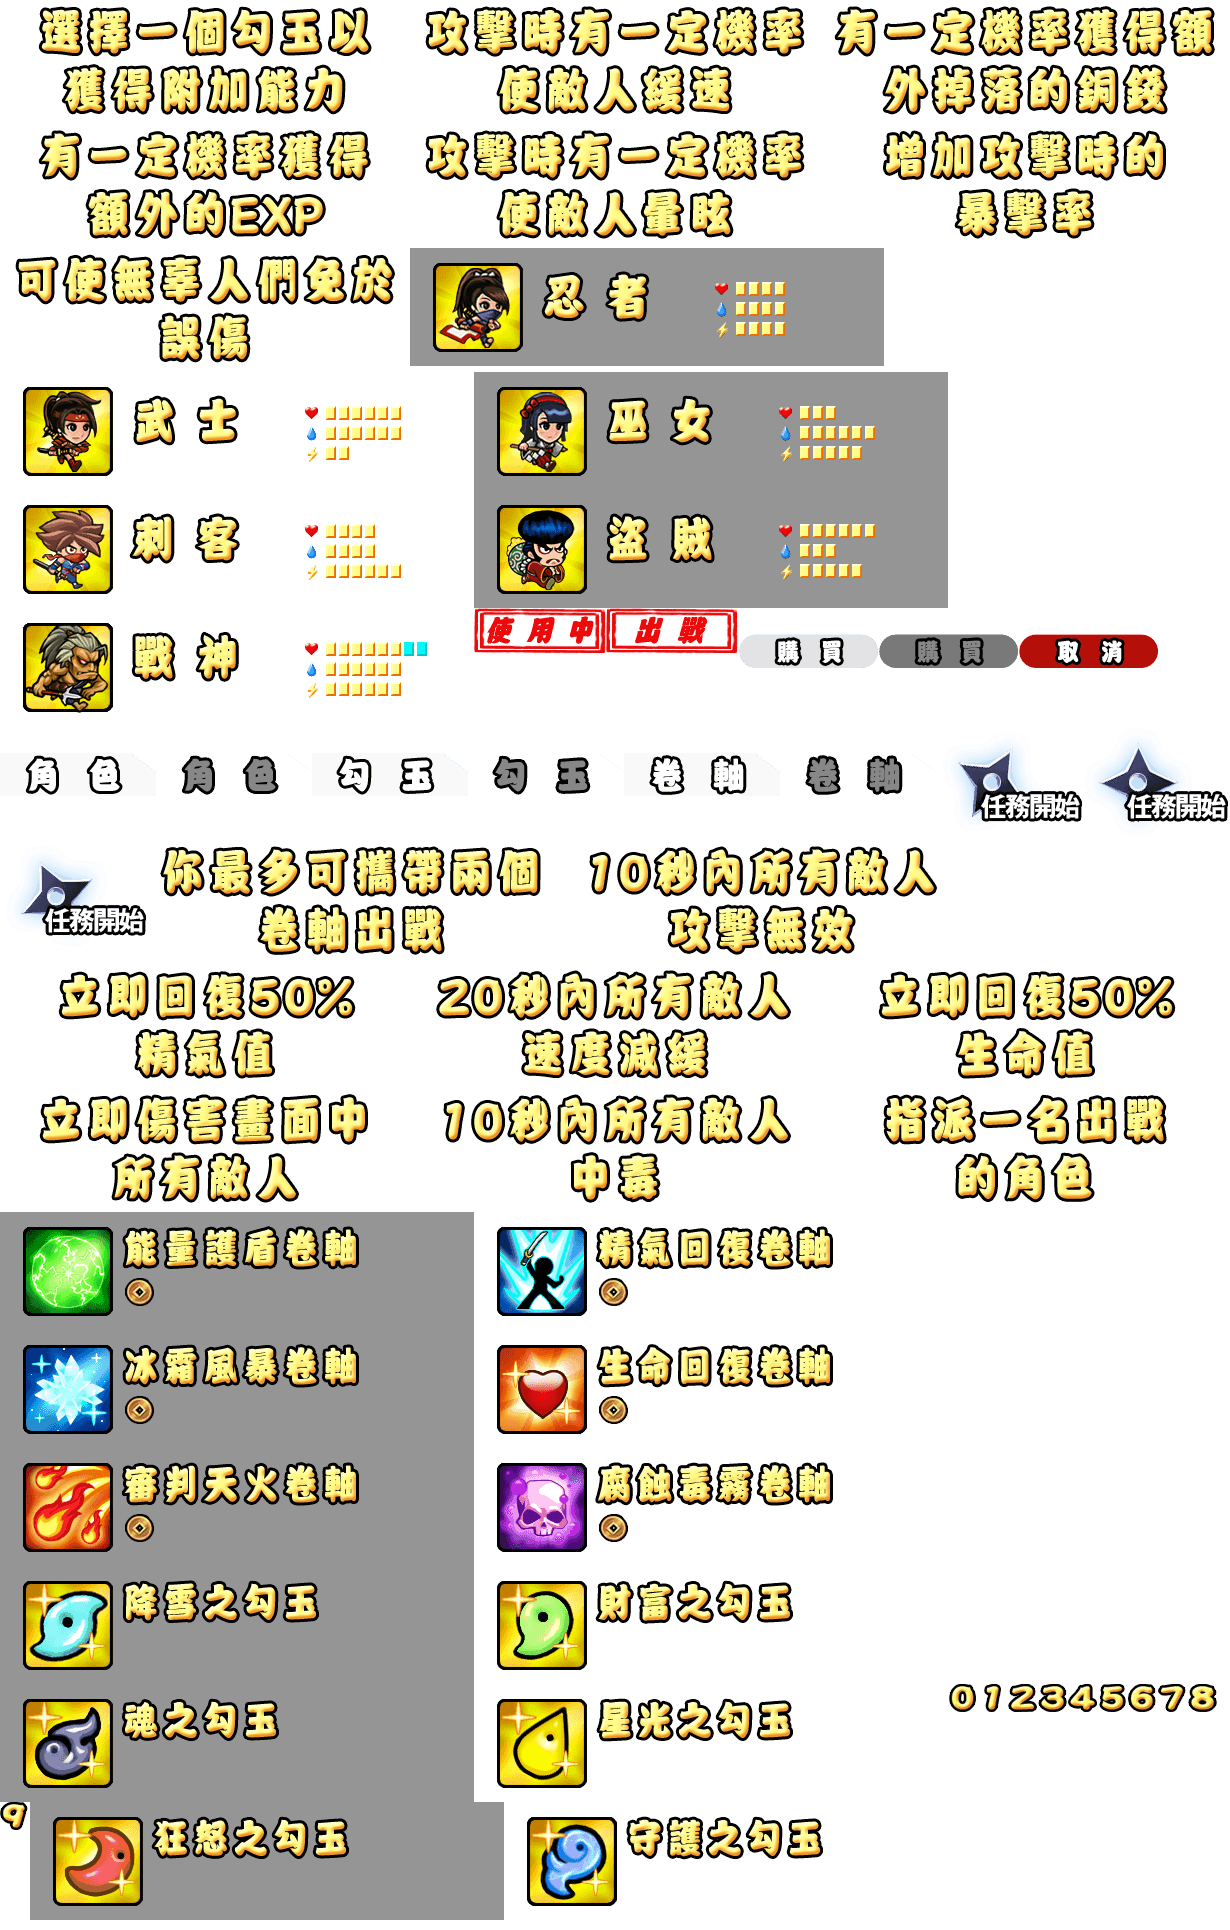 選擇一個勾玉以
獲得附加能力
攻擊時有一定機率
使敵人緩速
有一定機率獲得額
外掉落的銅錢
有一定機率獲得
額外的EXP
攻擊時有一定機率
使敵人暈眩
增加攻擊時的
暴擊率
可使無辜人們免於
誤傷
忍者
武士
巫女
刺客
盜賊
戰神
使用中
出戰
購買
購買
取消
角色
角色
勾玉
勾玉
卷軸
卷軸
任務開始
任務開始
任務開始
你最多可攜帶兩個
卷軸出戰
10秒內所有敵人
攻擊無效
立即回復50%
精氣值
20秒內所有敵人
速度減緩
立即回復50%
生命值
立即傷害畫面中
所有敵人
10秒內所有敵人
中毒
指派一名出戰
的角色
能量護盾卷軸
精氣回復卷軸
冰霜風暴卷軸
生命回復卷軸
審判天火卷軸
腐蝕毒霧卷軸
降雪之勾玉
財富之勾玉
魂之勾玉
星光之勾玉
012345678
9
狂怒之勾玉
守護之勾玉